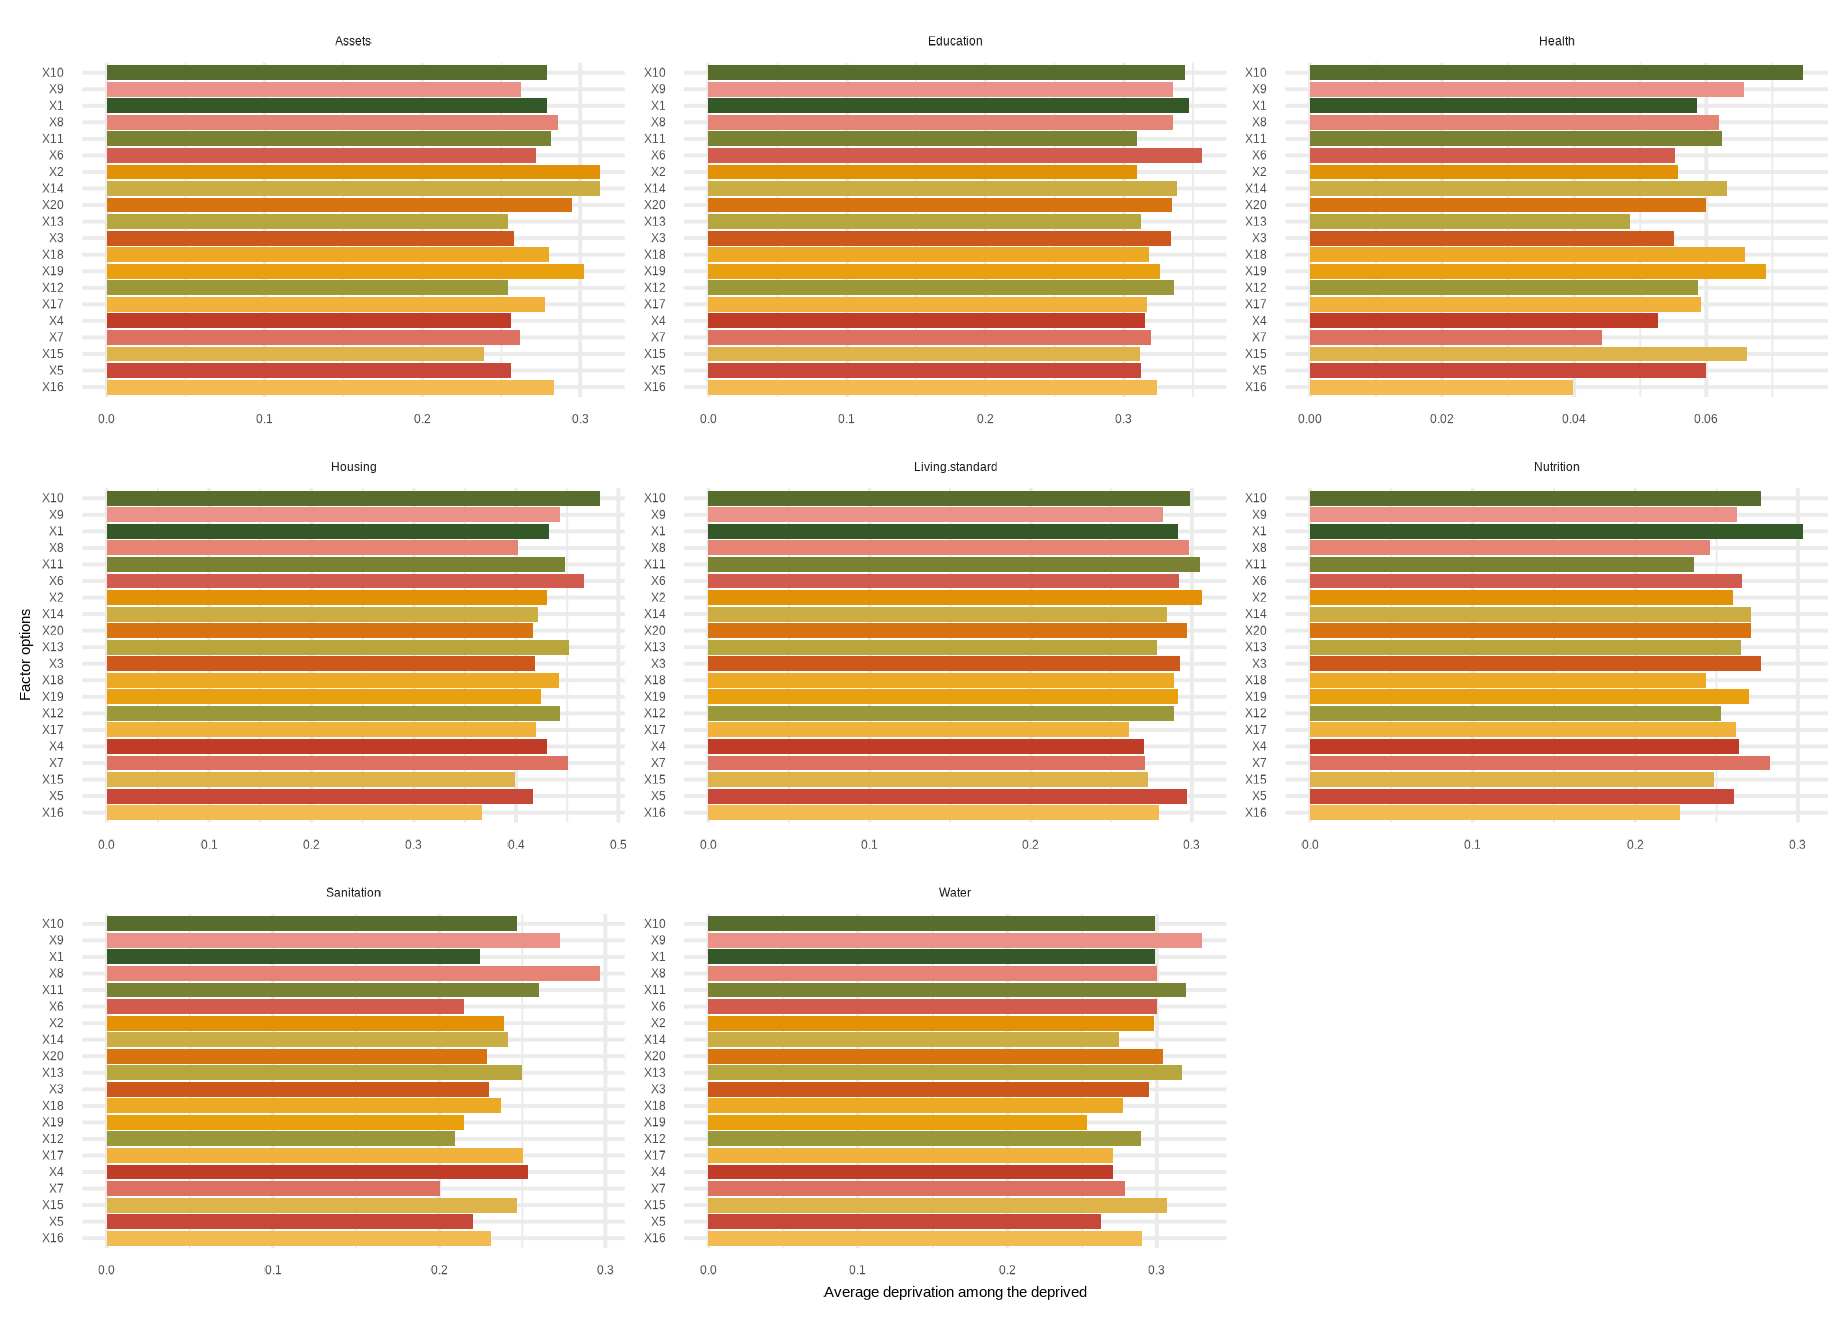 Assets
X10
X9
X1
X8
X11
X6
X2
X14
X20
X13
X3
X18
X19
X12
X17
X4
X7
X15
X5
X16
0.0 0.1 0.2 0.3
Education
X10
X9
X1
X8
X11
X6
X2
X14
X20
X13
X3
X18
X19
X12
X17
X4
X7
X15
X5
X16
0.0 0.1 0.2 0.3
Health
X10
X9
X1
X8
X11
X6
X2
X14
X20
X13
X3
X18
X19
X12
X17
X4
X7
X15
X5
X16
0.00 0.02 0.04 0.06
Factor options
Housing
X10
X9
X1
X8
X11
X6
X2
X14
X20
X13
X3
X18
X19
X12
X17
X4
X7
X15
X5
X16
0.0 0.1 0.2 0.3 0.4 0.5
Living.standard
X10
X9
X1
X8
X11
X6
X2
X14
X20
X13
X3
X18
X19
X12
X17
X4
X7
X15
X5
X16
0.0 0.1 0.2 0.3
Nutrition
X10
X9
X1
X8
X11
X6
X2
X14
X20
X13
X3
X18
X19
X12
X17
X4
X7
X15
X5
X16
0.0 0.1 0.2 0.3
Sanitation
X10
X9
X1
X8
X11
X6
X2
X14
X20
X13
X3
X18
X19
X12
X17
X4
X7
X15
X5
X16
0.0 0.1 0.2 0.3
Water
X10
X9
X1
X8
X11
X6
X2
X14
X20
X13
X3
X18
X19
X12
X17
X4
X7
X15
X5
X16
0.0 0.1 0.2 0.3
Average deprivation among the deprived